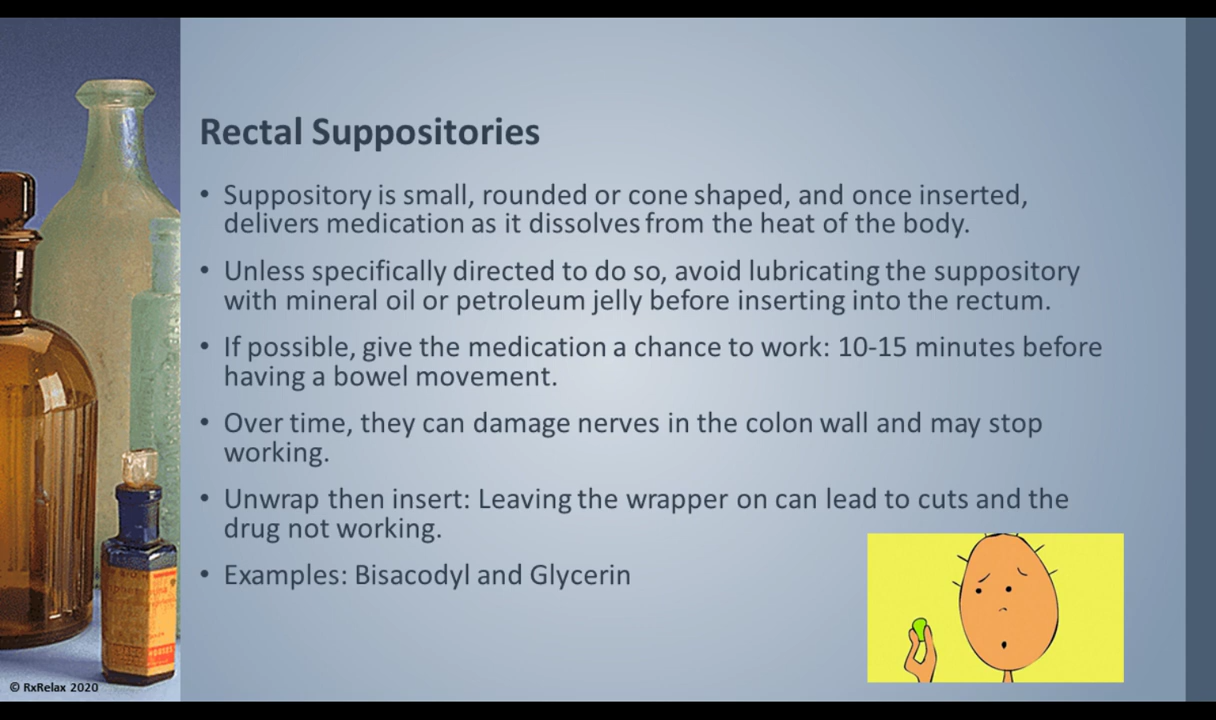 Rectal Suppositories
• Suppository is small, rounded or cone shaped, and once inserted,
delivers medication as it dissolves from the heat of the body.
• Unless specifically directed to do so, avoid lubricating the suppository
with mineral oil or petroleum jelly before inserting into the rectum.
• If possible, give the medication a chance to work: 10-15 minutes before
having a bowel movement.
• Over time, they can damage nerves in the colon wall and may stop
working.
• Unwrap then insert: Leaving the wrapper on can lead to cuts and the
drug not working.
• Examples: Bisacodyl and Glycerin
© RxRelax 2020